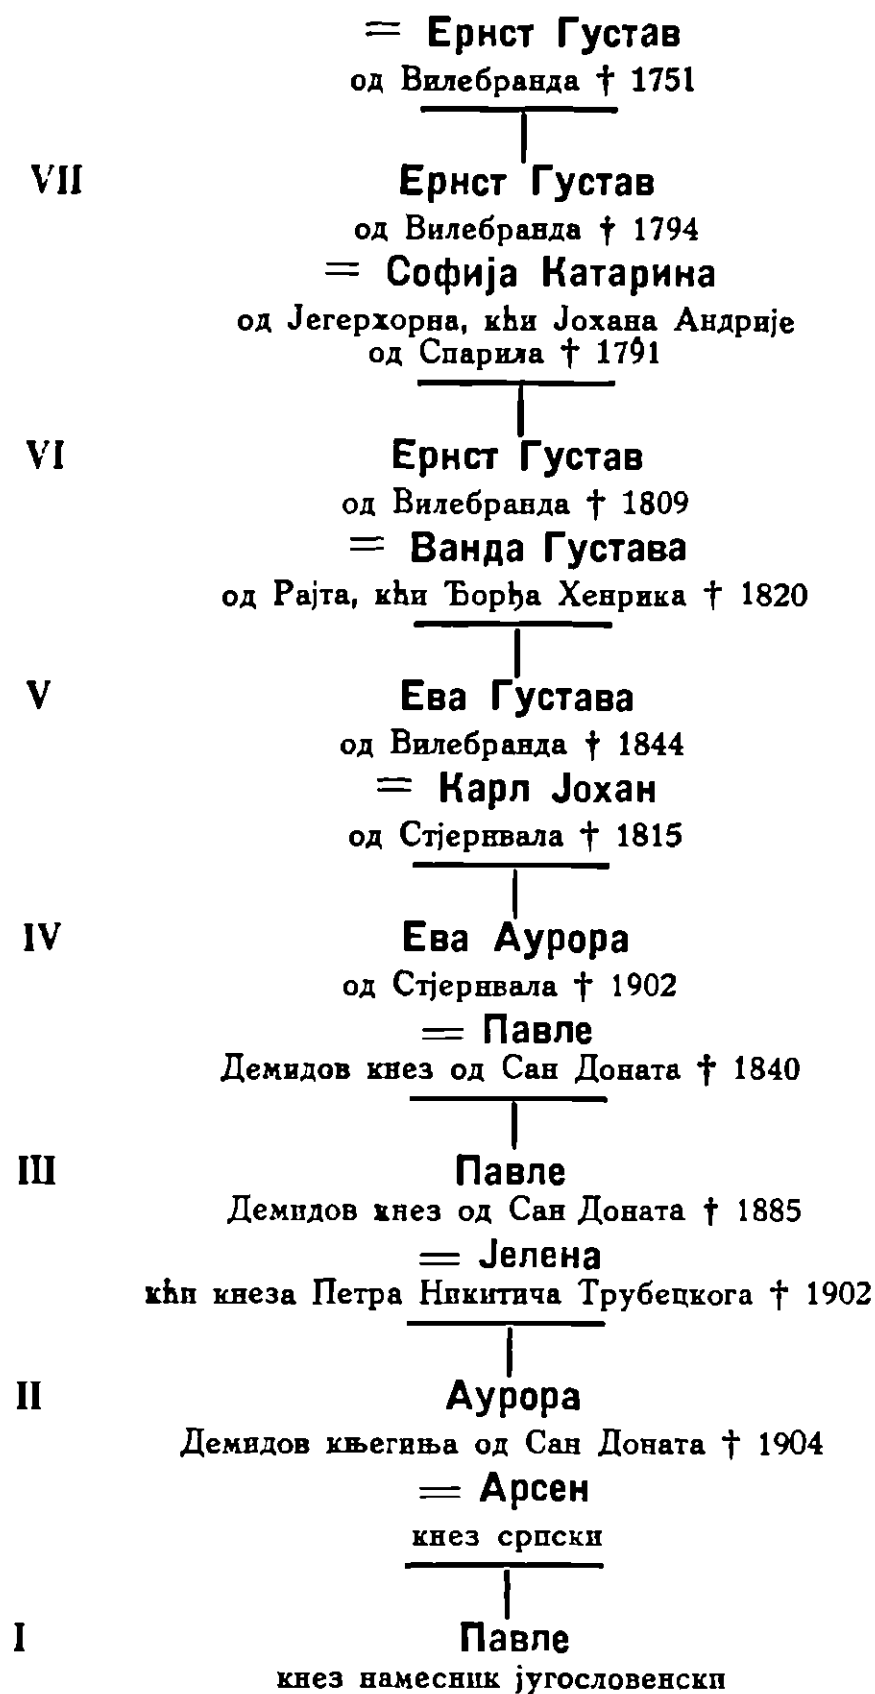 = Ернст Густав
од Вилебранда † 1751
VII Ернст Густав
од Вилебранда † 1794
= Софија Катарина
од Јегерхорна, кћи Јохана Андрије
од Спарила † 1791
VI Ернст Густав
од Вилебранда † 1809
= Ванда Густава
од Рајта, кћи Ђорђа Хенрика † 1820
V Ева Густава
од Вилебранда † 1844
= Карл Јохан
од Стјернвала † 1815
IV Ева Аурора
од Стјернвала † 1902
= Павле
Демидов кнез од Сан Доната † 1840
III Павле
Демидов кнез од Сан Доната † 1885
= Јелена
кћи кнеза Петра Никитича Трубецкога † 1902
II Аурора
Демидов књегиња од Сан Доната † 1904
= Арсен
кнез српски
I Павле
кнез намесник југословенски